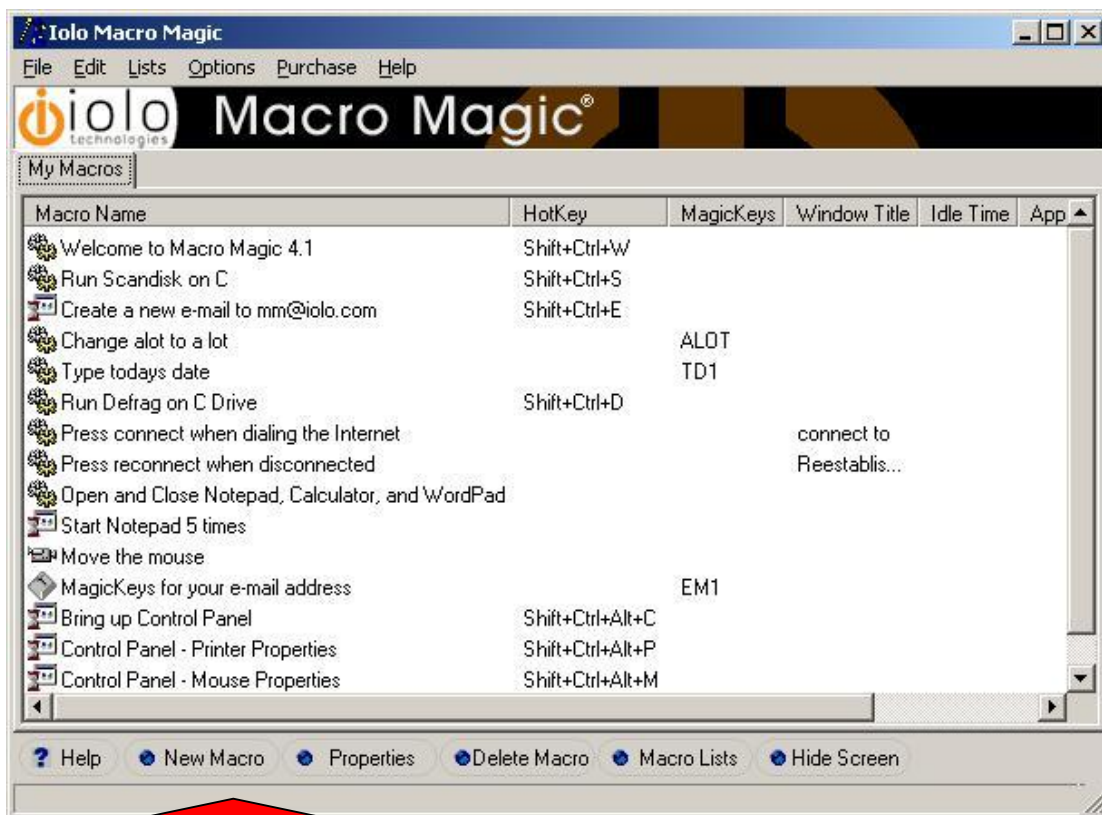 Iolo Macro Magic
File Edit Lists Options Purchase Help
iolo technologies Macro Magic®
My Macros
Macro Name HotKey MagicKeys Window Title Idle Time App
Welcome to Macro Magic 4.1 Shift+Ctrl+W
Run Scandisk on C Shift+Ctrl+S
Create a new e-mail to mm@iolo.com Shift+Ctrl+E
Change alot to a lot ALOT
Type todays date TD1
Run Defrag on C Drive Shift+Ctrl+D
Press connect when dialing the Internet connect to
Press reconnect when disconnected Reestablis...
Open and Close Notepad, Calculator, and WordPad
Start Notepad 5 times
Move the mouse
MagicKeys for your e-mail address EM1
Bring up Control Panel Shift+Ctrl+Alt+C
Control Panel - Printer Properties Shift+Ctrl+Alt+P
Control Panel - Mouse Properties Shift+Ctrl+Alt+M
? Help New Macro Properties Delete Macro Macro Lists Hide Screen